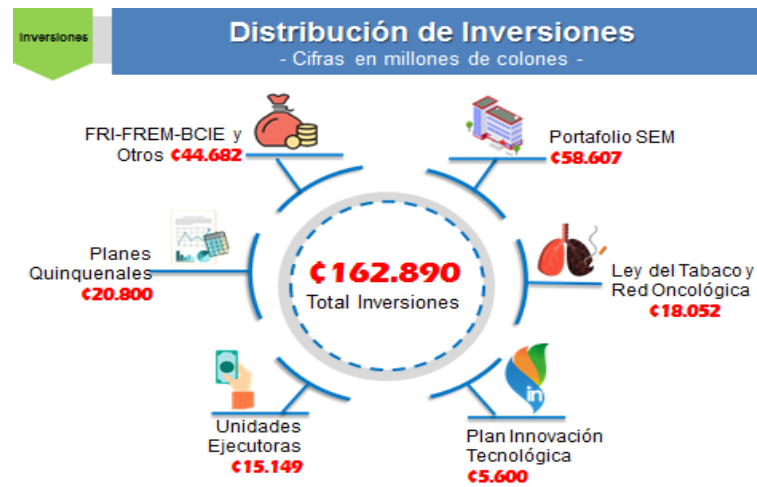 Inversiones
Distribución de Inversiones
- Cifras en millones de colones -
FRI-FREM-BCIE y
Otros ₡44.682
Portafolio SEM
₡58.607
Planes
Quinquenales
₡20.800
₡162.890
Total Inversiones
Ley del Tabaco y
Red Oncológica
₡18.052
Unidades
Ejecutoras
₡15.149
in
Plan Innovación
Tecnológica
₡5.600